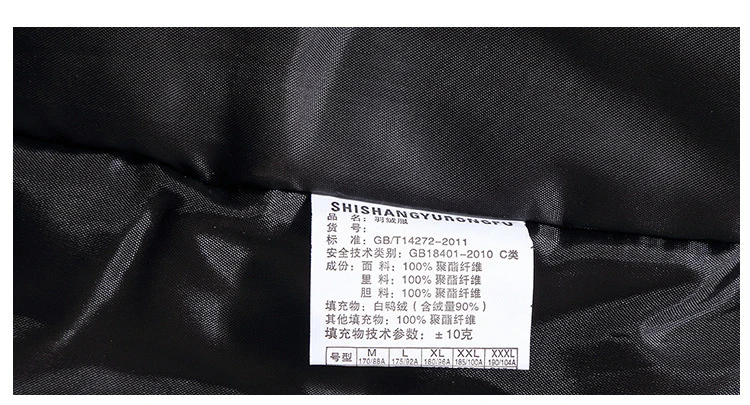 SHISHANGYURONGFU
品 名: 羽绒服
货 号:
标 准: GB/T14272-2011
安全技术类别: GB18401-2010 C类
成份: 面 料: 100% 聚酯纤维
里 料: 100% 聚酯纤维
胆 料: 100% 聚酯纤维
填充物: 白鸭绒 (含绒量90%)
其他填充物: 100% 聚酯纤维
填充物技术参数: ±10克
号型 M L XL XXL XXXL
170/88A 175/92A 180/96A 185/100A 190/104A